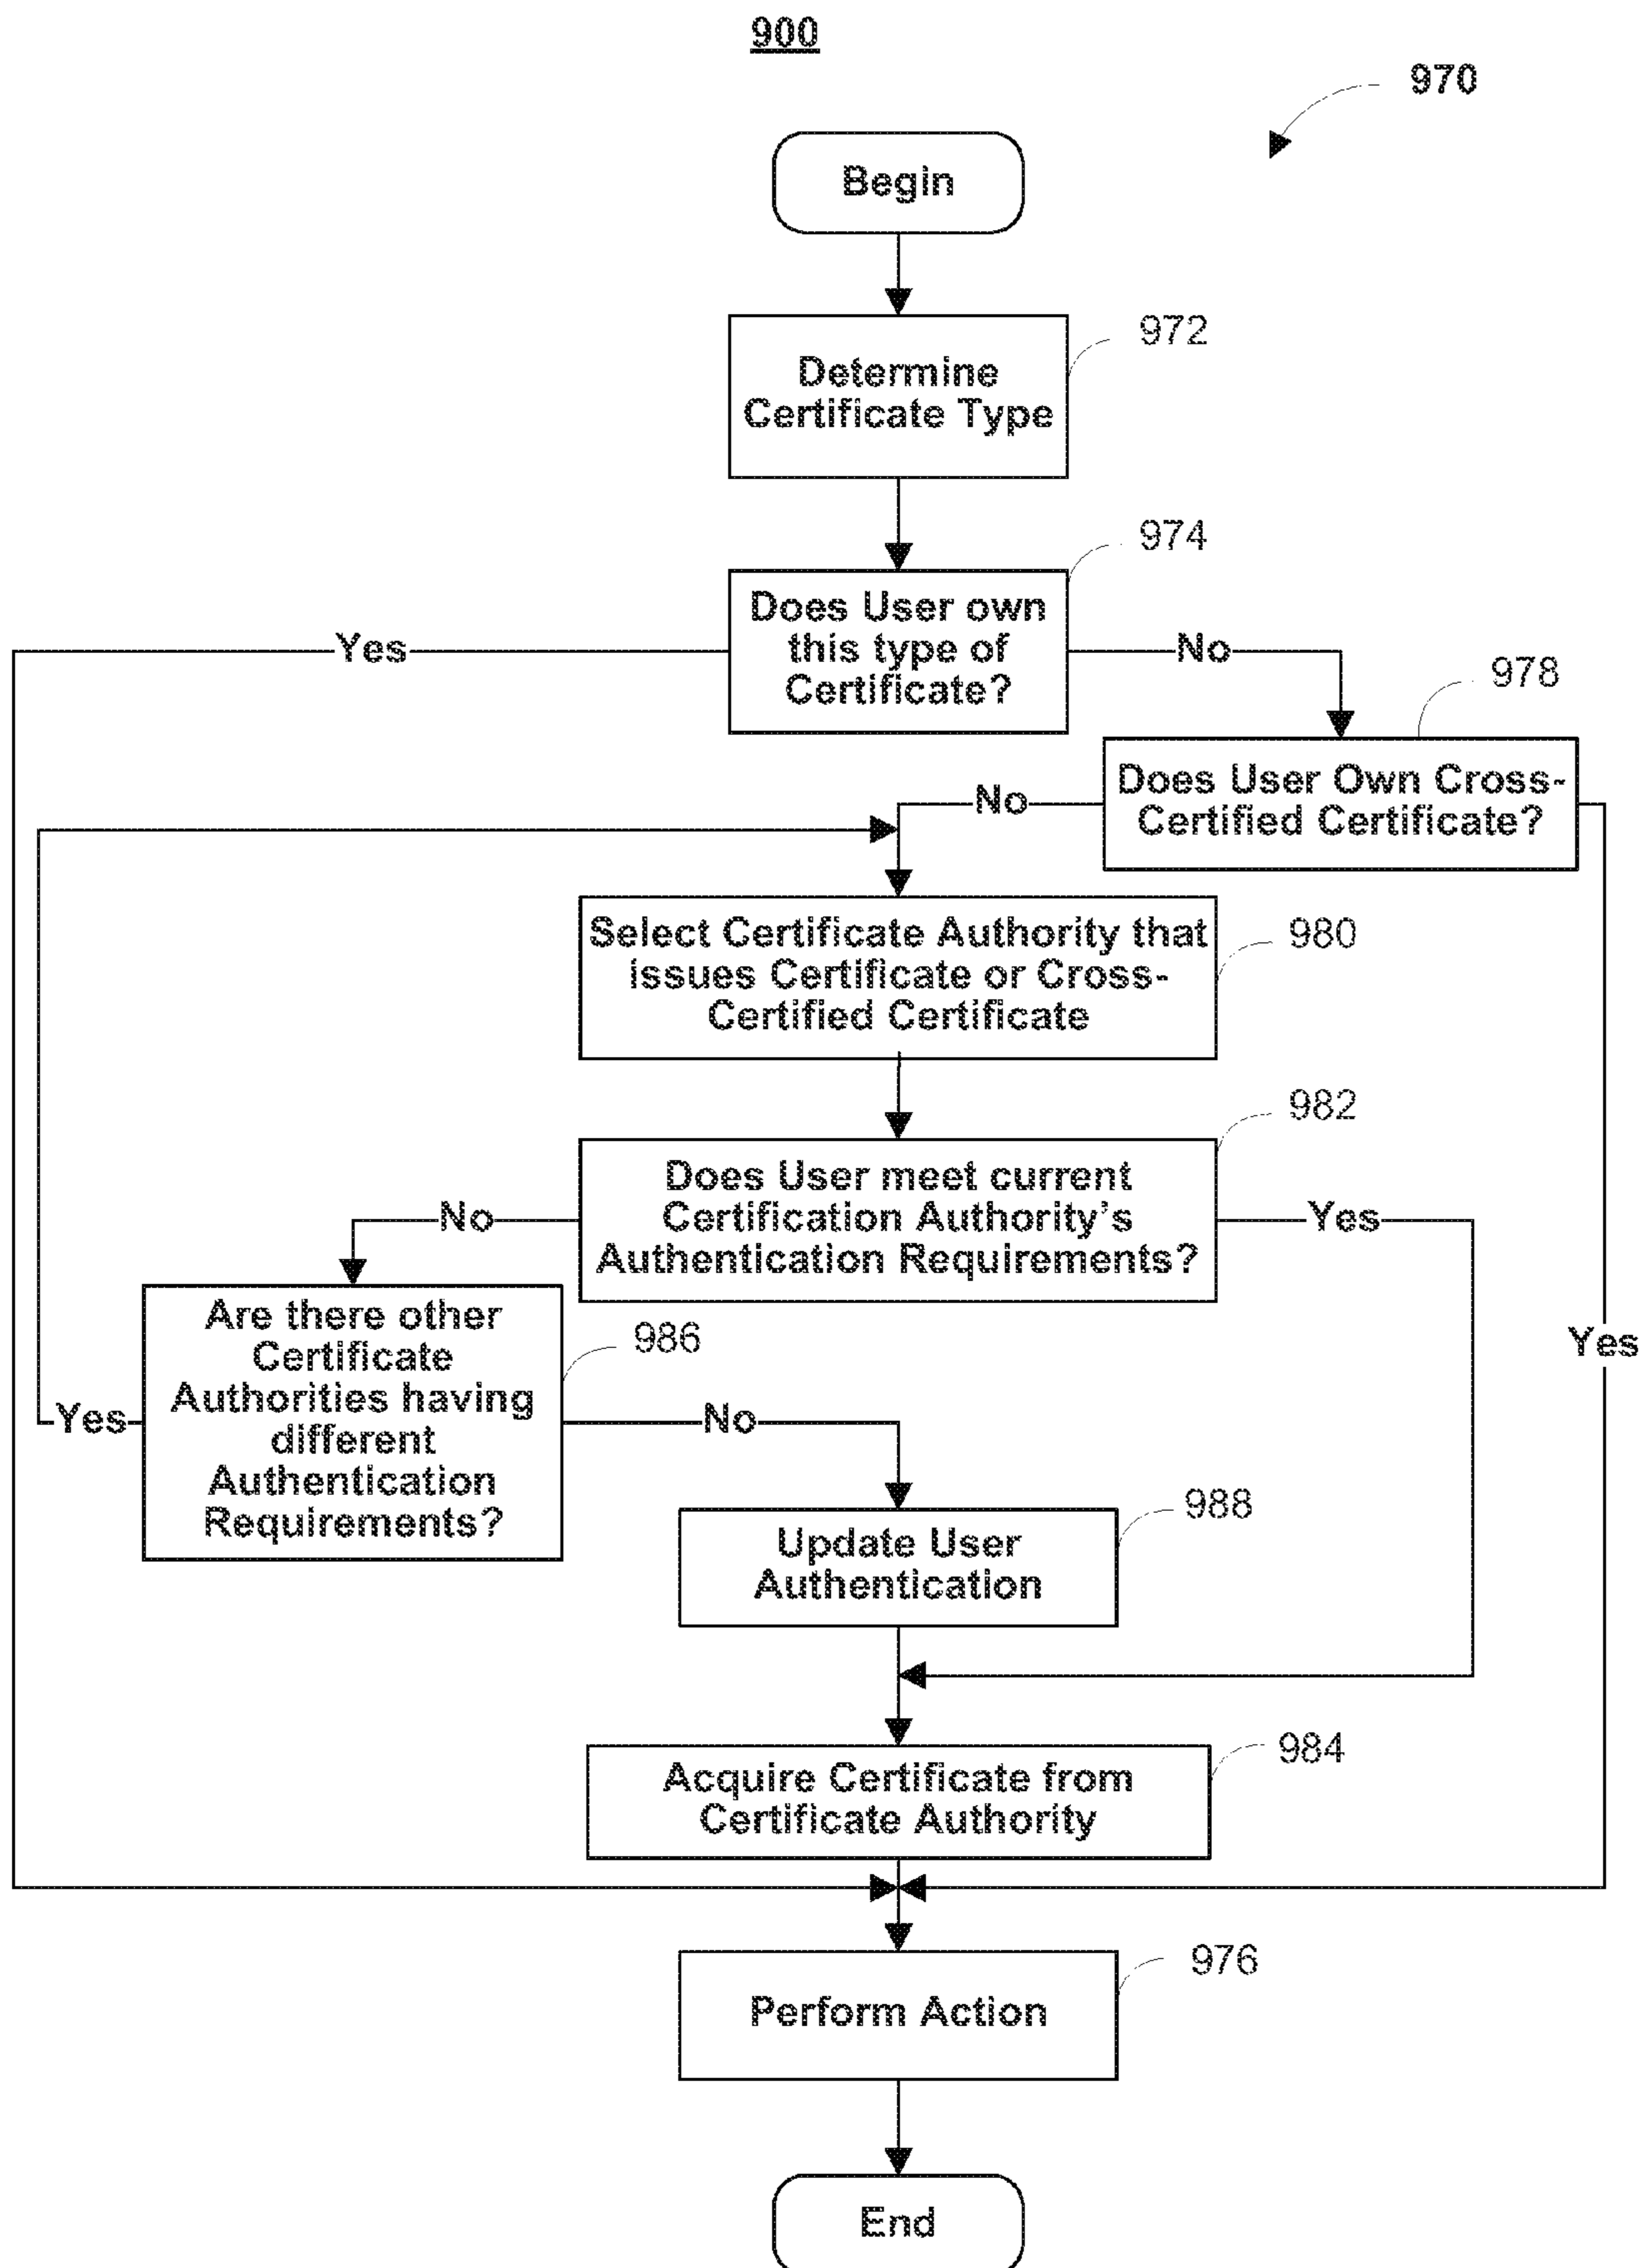 900
970
Begin
972
Determine
Certificate Type
974
Does User own
this type of
Certificate?
Yes
No
978
Does User Own Cross-
Certified Certificate?
No
Yes
Select Certificate Authority that
issues Certificate or Cross-
Certified Certificate
980
982
Does User meet current
Certification Authority's
Authentication Requirements?
No
Yes
Are there other
Certificate
Authorities having
different
Authentication
Requirements?
986
Yes
No
988
Update User
Authentication
984
Acquire Certificate from
Certificate Authority
976
Perform Action
End